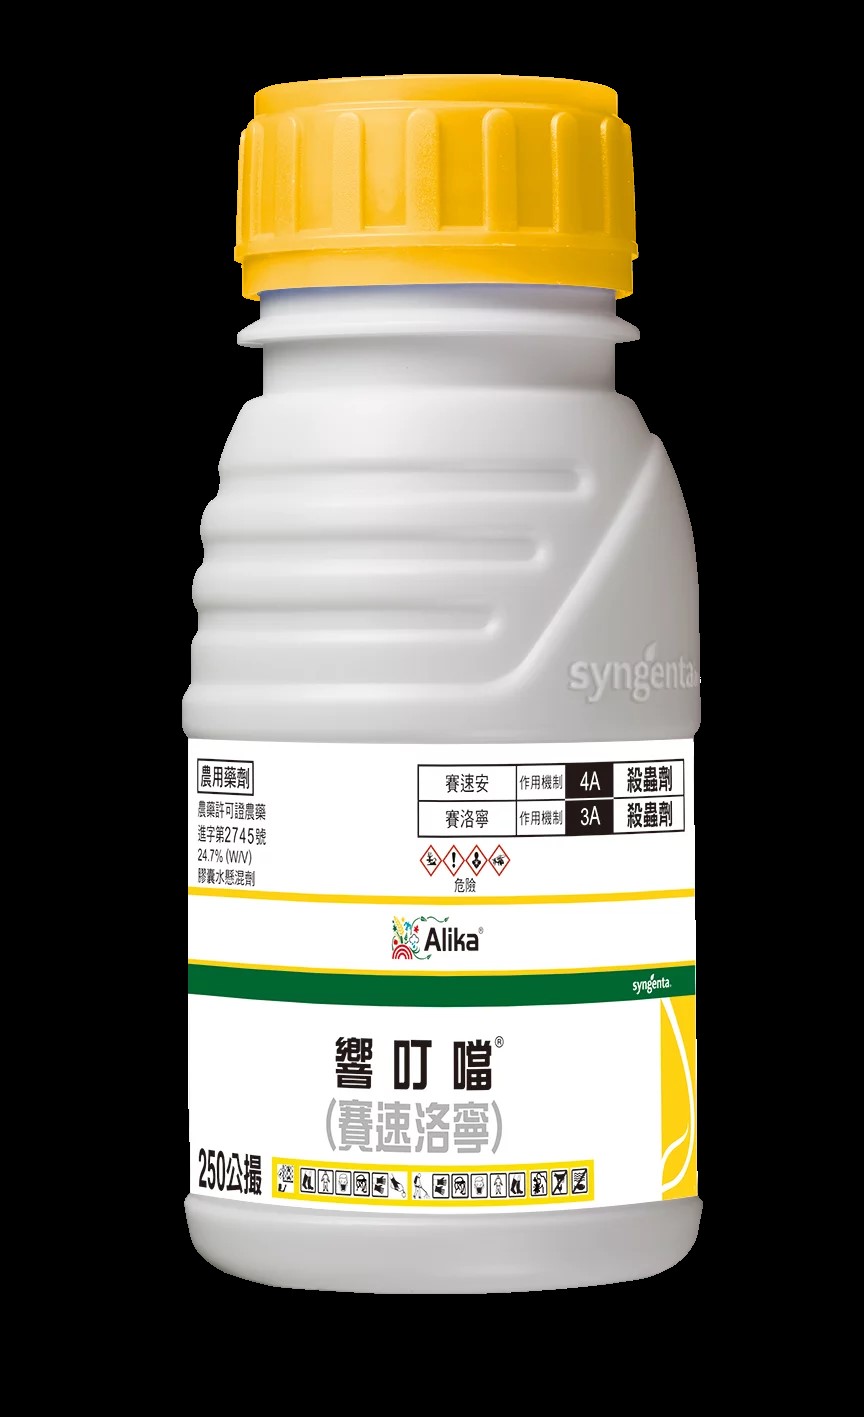 syngenta
農用藥劑
農藥許可證農藥
進字第2745號
24.7% (W/V)
膠囊水懸混劑
賽速安 作用機制 4A 殺蟲劑
賽洛寧 作用機制 3A 殺蟲劑
危險
Alika®
syngenta.
響叮噹®
(賽速洛寧)
250公撮